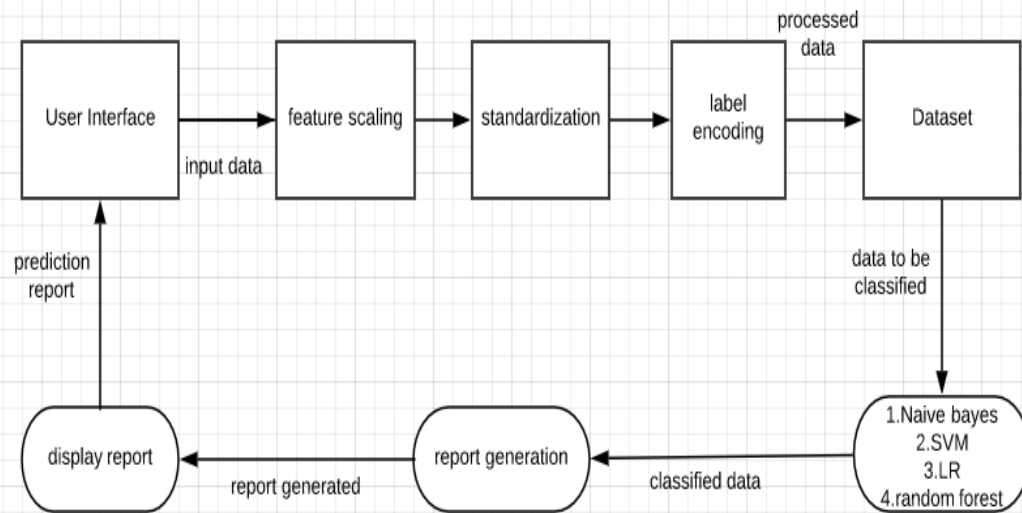 processed
data
User Interface
feature scaling
standardization
label
encoding
Dataset
input data
prediction
report
data to be
classified
display report
report generated
report generation
classified data
1.Naive bayes
2.SVM
3.LR
4.random forest